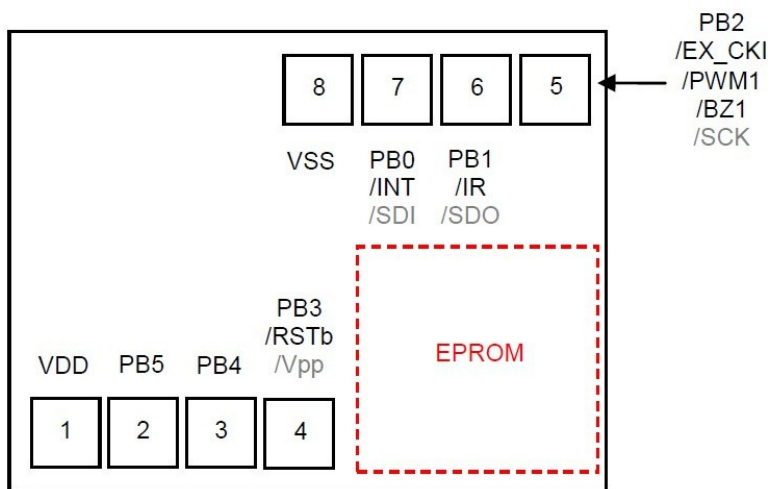 PB2
/EX_CKI
/PWM1
/BZ1
/SCK
8 7 6 5
VSS PB0 PB1
/INT /IR
/SDI /SDO
EPROM
PB3
/RSTb
VDD PB5 PB4 /Vpp
1 2 3 4